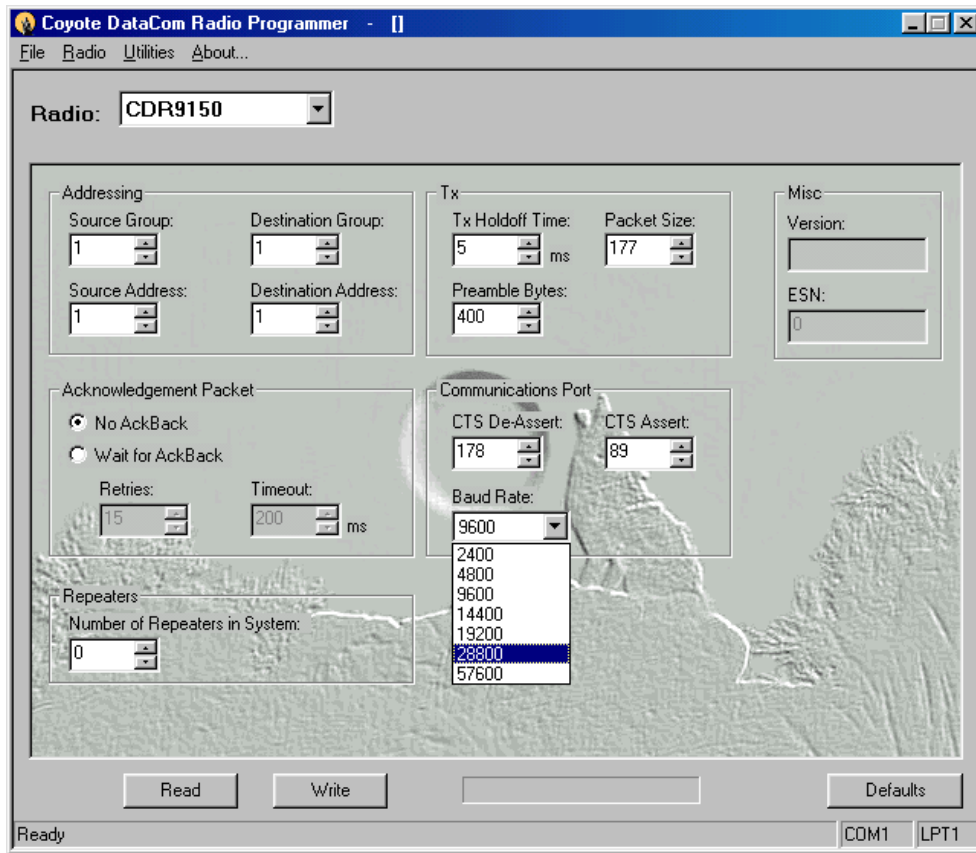 Coyote DataCom Radio Programmer - []
File Radio Utilities About...
Radio: CDR9150
Addressing
Source Group: Destination Group:
1 1
Source Address: Destination Address:
1 1
Tx
Tx Holdoff Time: Packet Size:
5 ms 177
Preamble Bytes:
400
Misc
Version:
ESN:
0
Acknowledgement Packet
No AckBack
Wait for AckBack
Retries: Timeout:
15 200 ms
Communications Port
CTS De-Assert: CTS Assert:
178 89
Baud Rate:
9600
2400
4800
9600
14400
19200
28800
57600
Repeaters
Number of Repeaters in System:
0
Read Write Defaults
Ready COM1 LPT1